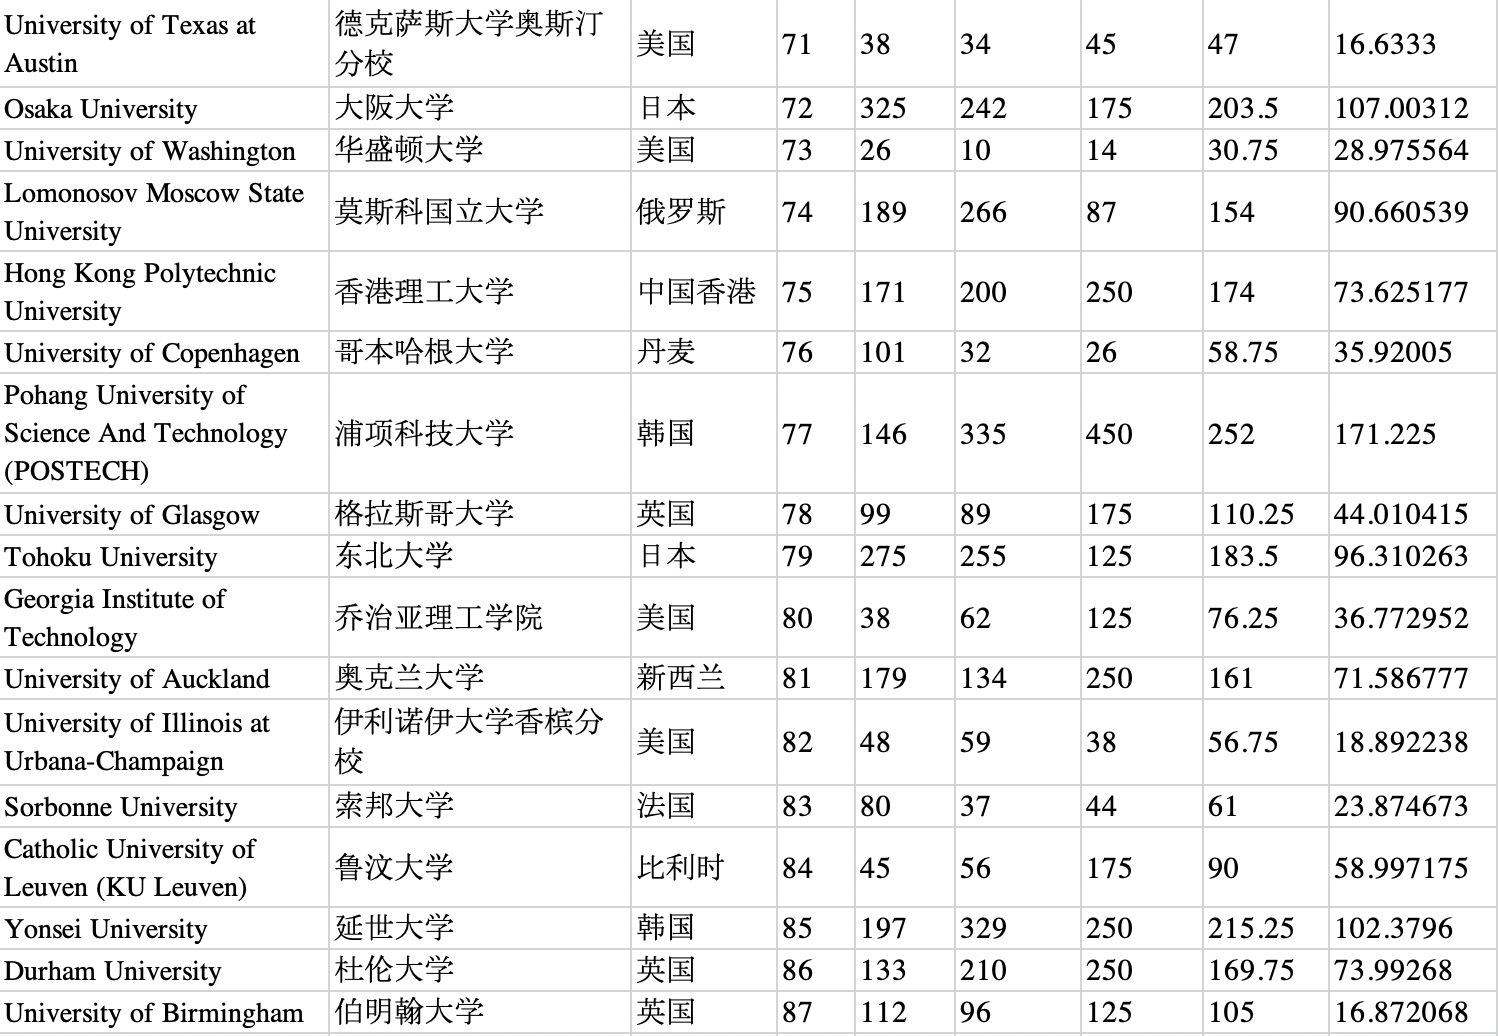 University of Texas at
Austin
德克萨斯大学奥斯汀
分校
美国
71
38
34
45
47
16.6333
Osaka University
大阪大学
日本
72
325
242
175
203.5
107.00312
University of Washington
华盛顿大学
美国
73
26
10
14
30.75
28.975564
Lomonosov Moscow State
University
莫斯科国立大学
俄罗斯
74
189
266
87
154
90.660539
Hong Kong Polytechnic
University
香港理工大学
中国香港
75
171
200
250
174
73.625177
University of Copenhagen
哥本哈根大学
丹麦
76
101
32
26
58.75
35.92005
Pohang University of
Science And Technology
(POSTECH)
浦项科技大学
韩国
77
146
335
450
252
171.225
University of Glasgow
格拉斯哥大学
英国
78
99
89
175
110.25
44.010415
Tohoku University
东北大学
日本
79
275
255
125
183.5
96.310263
Georgia Institute of
Technology
乔治亚理工学院
美国
80
38
62
125
76.25
36.772952
University of Auckland
奥克兰大学
新西兰
81
179
134
250
161
71.586777
University of Illinois at
Urbana-Champaign
伊利诺伊大学香槟分
校
美国
82
48
59
38
56.75
18.892238
Sorbonne University
索邦大学
法国
83
80
37
44
61
23.874673
Catholic University of
Leuven (KU Leuven)
鲁汶大学
比利时
84
45
56
175
90
58.997175
Yonsei University
延世大学
韩国
85
197
329
250
215.25
102.3796
Durham University
杜伦大学
英国
86
133
210
250
169.75
73.99268
University of Birmingham
伯明翰大学
英国
87
112
96
125
105
16.872068